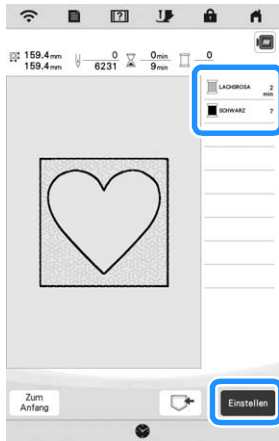 159.4mm 0 0min 0
159.4mm 6231 9min
LACHSROSA 2
min
SCHWARZ 7
Zum
Anfang
Einstellen